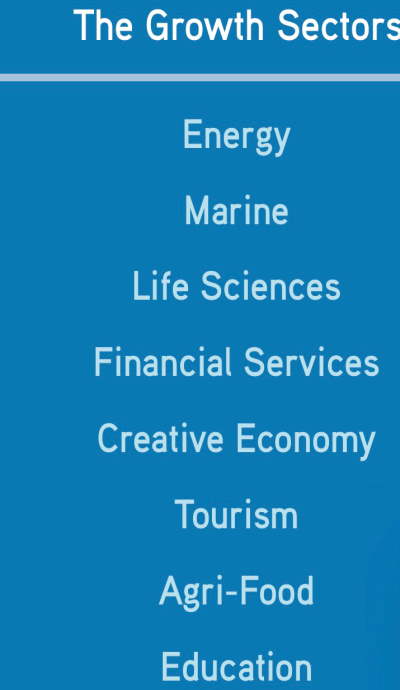 The Growth Sectors
Energy
Marine
Life Sciences
Financial Services
Creative Economy
Tourism
Agri-Food
Education